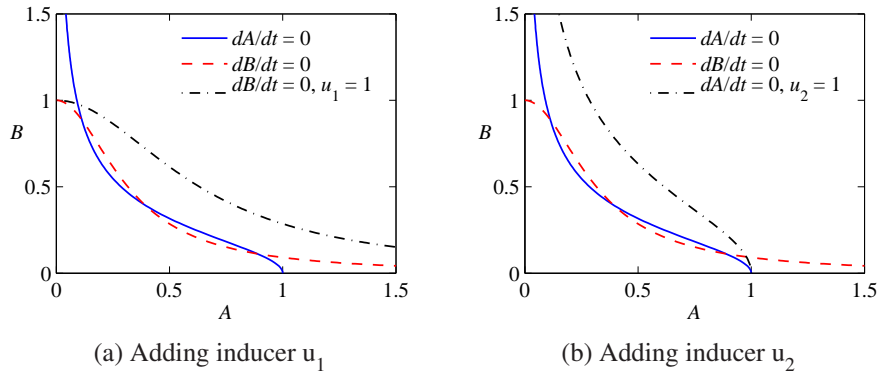 1.5
1
B
0.5
0
0
0.5
1
1.5
A
dA/dt = 0
dB/dt = 0
dB/dt = 0, u₁ = 1
(a) Adding inducer u₁
1.5
1
B
0.5
0
0
0.5
1
1.5
A
dA/dt = 0
dB/dt = 0
dA/dt = 0, u₂ = 1
(b) Adding inducer u₂